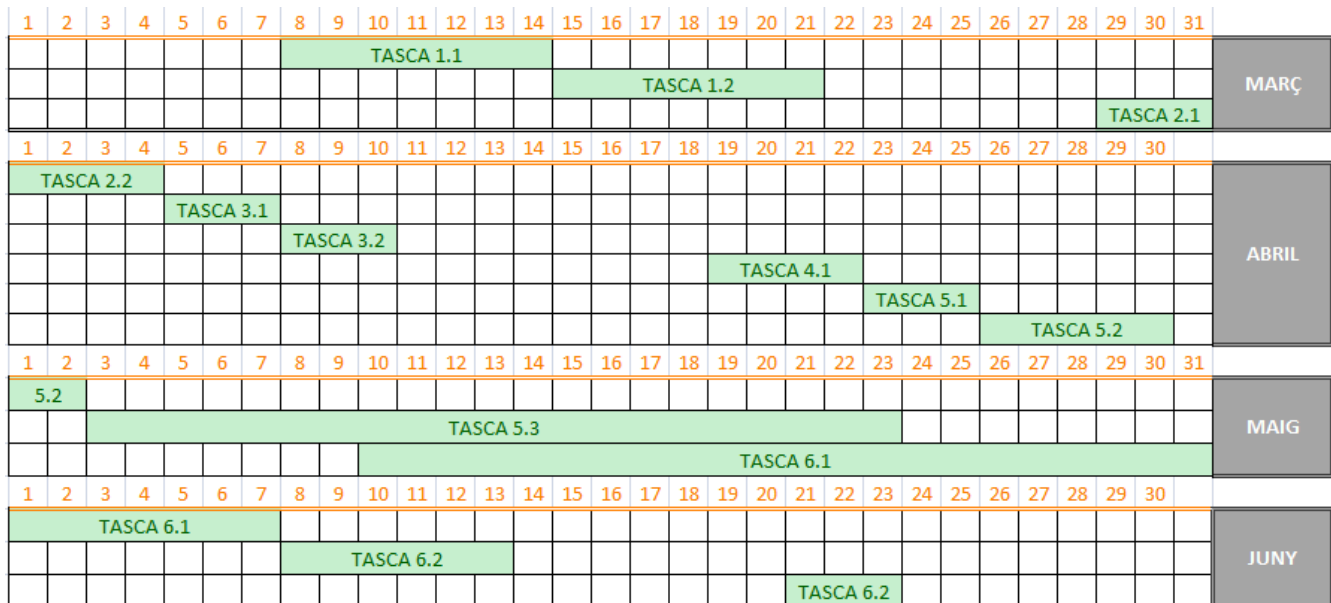 1 2 3 4 5 6 7 8 9 10 11 12 13 14 15 16 17 18 19 20 21 22 23 24 25 26 27 28 29 30 31
TASCA 1.1
TASCA 1.2
MARÇ
TASCA 2.1
1 2 3 4 5 6 7 8 9 10 11 12 13 14 15 16 17 18 19 20 21 22 23 24 25 26 27 28 29 30
TASCA 2.2
TASCA 3.1
TASCA 3.2
ABRIL
TASCA 4.1
TASCA 5.1
TASCA 5.2
1 2 3 4 5 6 7 8 9 10 11 12 13 14 15 16 17 18 19 20 21 22 23 24 25 26 27 28 29 30 31
5.2
TASCA 5.3
MAIG
TASCA 6.1
1 2 3 4 5 6 7 8 9 10 11 12 13 14 15 16 17 18 19 20 21 22 23 24 25 26 27 28 29 30
TASCA 6.1
TASCA 6.2
JUNY
TASCA 6.2